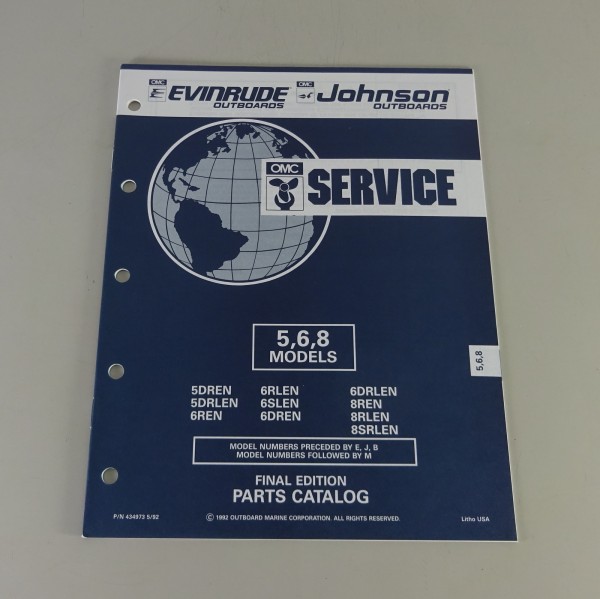 OMC EVINRUDE OUTBOARDS
OMC Johnson OUTBOARDS
OMC SERVICE
5,6,8
MODELS
5,6,8
5DREN 6RLEN 6DRLEN
5DRLEN 6SLEN 8REN
6REN 6DREN 8RLEN
8SRLEN
MODEL NUMBERS PRECEDED BY E, J, B
MODEL NUMBERS FOLLOWED BY M
FINAL EDITION
PARTS CATALOG
P/N 434973 5/92 © 1992 OUTBOARD MARINE CORPORATION. ALL RIGHTS RESERVED. Litho USA